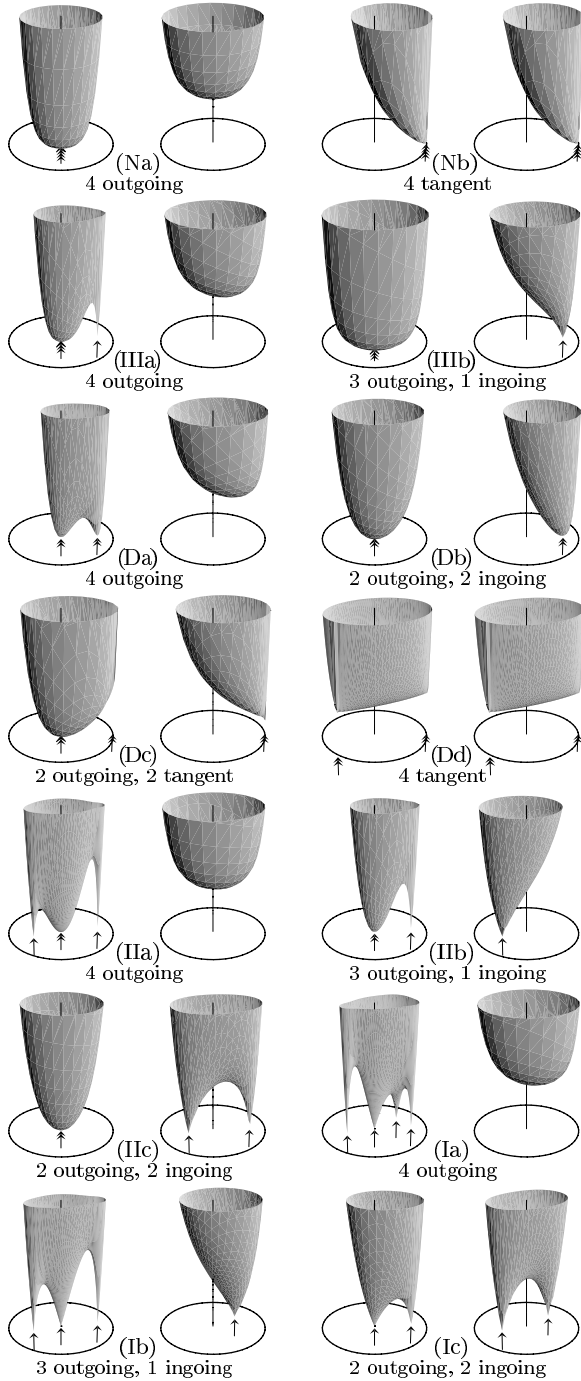 (Na)
4 outgoing
(Nb)
4 tangent
(IIIa)
4 outgoing
(IIIb)
3 outgoing, 1 ingoing
(Da)
4 outgoing
(Db)
2 outgoing, 2 ingoing
(Dc)
2 outgoing, 2 tangent
(Dd)
4 tangent
(IIa)
4 outgoing
(IIb)
3 outgoing, 1 ingoing
(IIc)
2 outgoing, 2 ingoing
(Ia)
4 outgoing
(Ib)
3 outgoing, 1 ingoing
(Ic)
2 outgoing, 2 ingoing